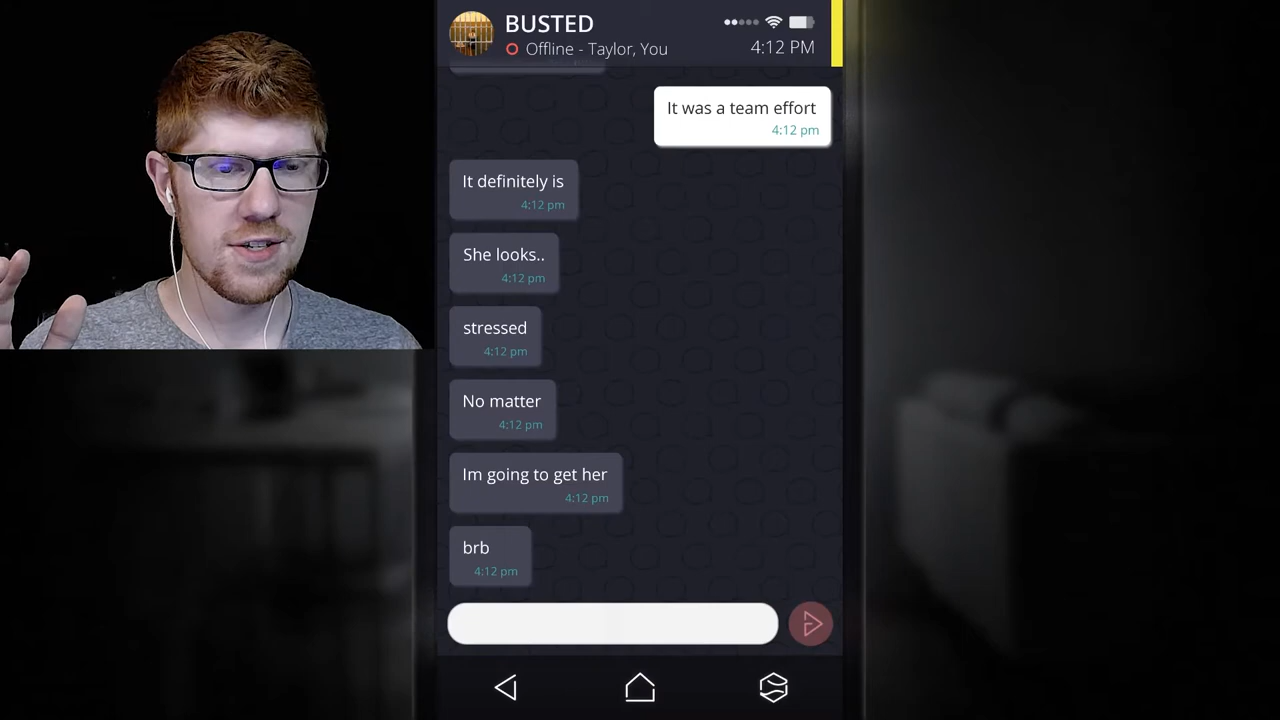 BUSTED
Offline - Taylor, You
4:12 PM
It was a team effort
4:12 pm
It definitely is
4:12 pm
She looks..
4:12 pm
stressed
4:12 pm
No matter
4:12 pm
Im going to get her
4:12 pm
brb
4:12 pm